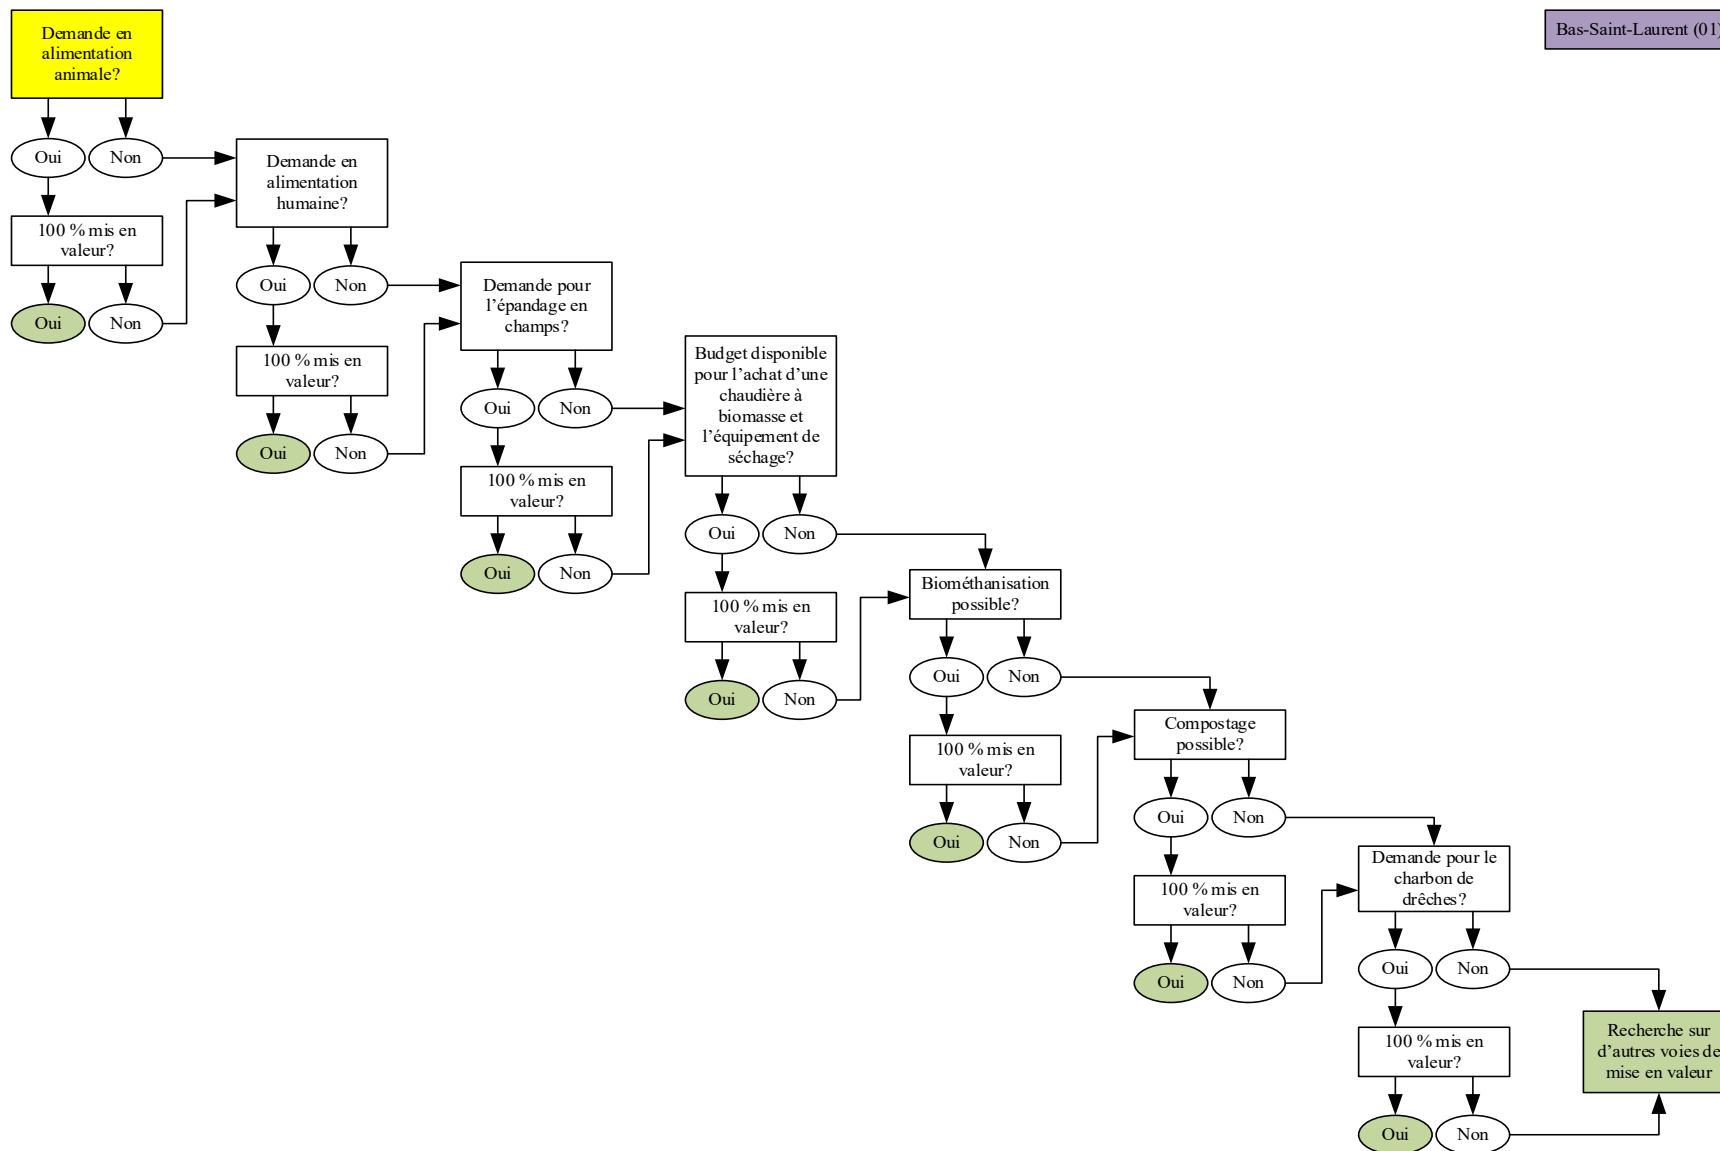 Demande en
alimentation
animale?
Bas-Saint-Laurent (01)
Oui
Non
100 % mis en
valeur?
Oui
Non
Demande en
alimentation
humaine?
Oui
Non
100 % mis en
valeur?
Oui
Non
Demande pour
l’épandage en
champs?
Oui
Non
100 % mis en
valeur?
Oui
Non
Budget disponible
pour l’achat d’une
chaudière à
biomasse et
l’équipement de
séchage?
Oui
Non
100 % mis en
valeur?
Oui
Non
Biométhanisation
possible?
Oui
Non
100 % mis en
valeur?
Oui
Non
Compostage
possible?
Oui
Non
100 % mis en
valeur?
Oui
Non
Demande pour le
charbon de
drêches?
Oui
Non
100 % mis en
valeur?
Oui
Non
Recherche sur
d’autres voies de
mise en valeur